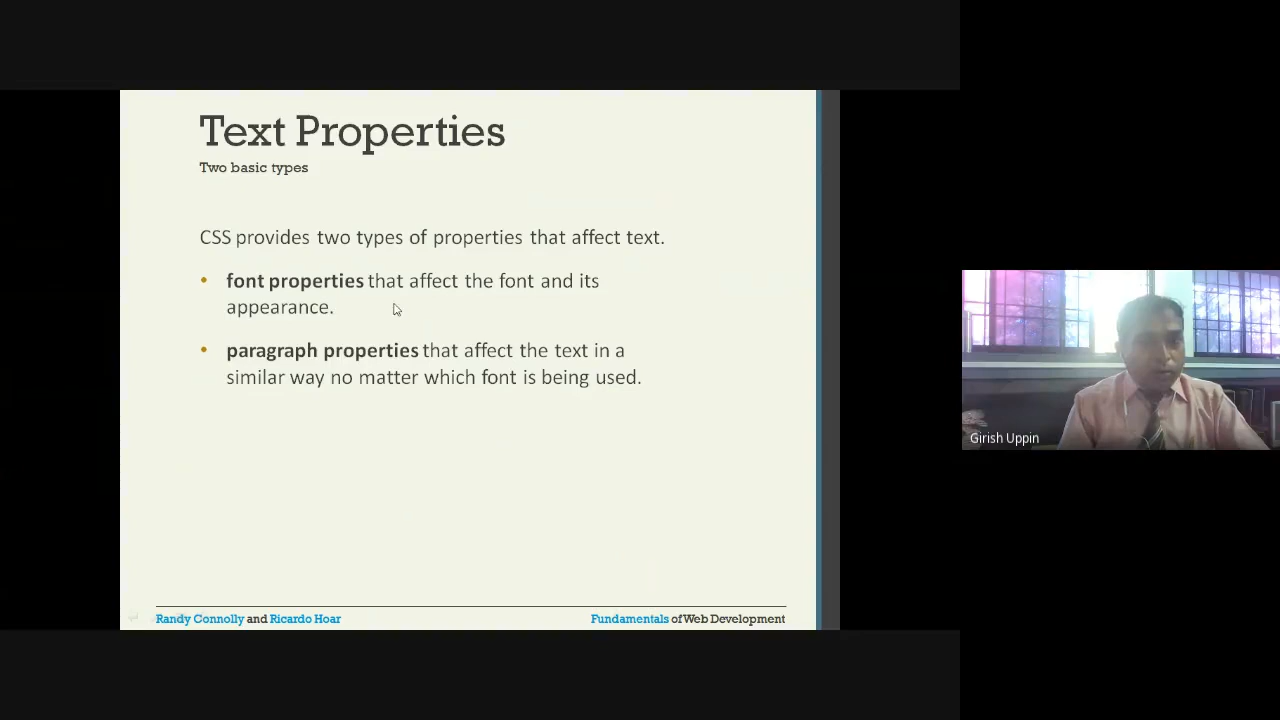 Text Properties
Two basic types
CSS provides two types of properties that affect text.
• font properties that affect the font and its
appearance.
• paragraph properties that affect the text in a
similar way no matter which font is being used.
Randy Connolly and Ricardo Hoar
Fundamentals of Web Development
Girish Uppin